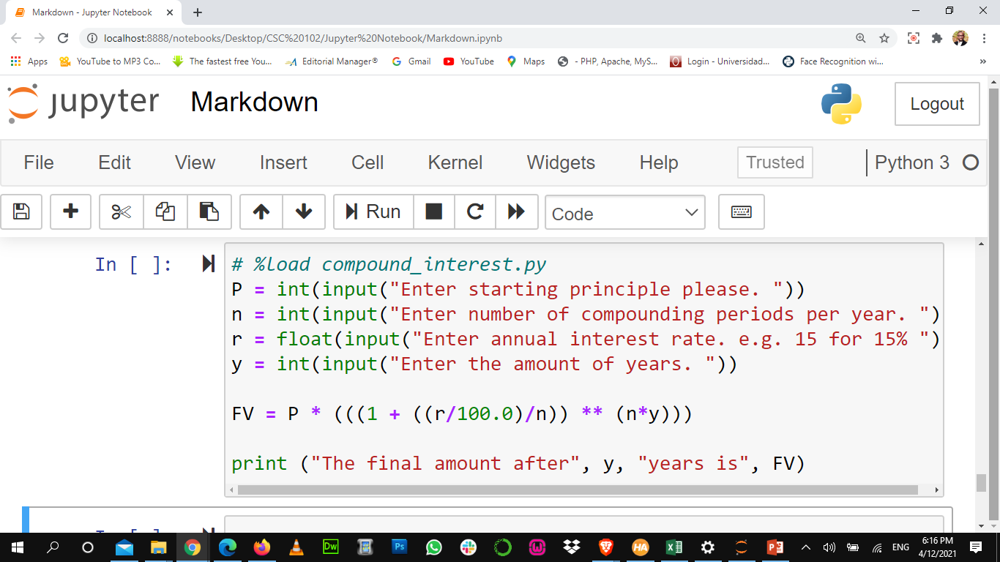 Markdown - Jupyter Notebook
localhost:8888/notebooks/Desktop/CSC%20102/Jupyter%20Notebook/Markdown.ipynb
Apps YouTube to MP3 Co... The fastest free You... Editorial Manager® Gmail YouTube Maps - PHP, Apache, MyS... Login - Universidad... Face Recognition wi... »
jupyter Markdown Logout
File Edit View Insert Cell Kernel Widgets Help Trusted Python 3
Run Code
In [ ]: # %load compound_interest.py
P = int(input("Enter starting principle please. "))
n = int(input("Enter number of compounding periods per year. ")
r = float(input("Enter annual interest rate. e.g. 15 for 15% ")
y = int(input("Enter the amount of years. "))
FV = P * (((1 + ((r/100.0)/n)) ** (n*y)))
print ("The final amount after", y, "years is", FV)
Dw Ps HA ENG 6:16 PM
4/12/2021